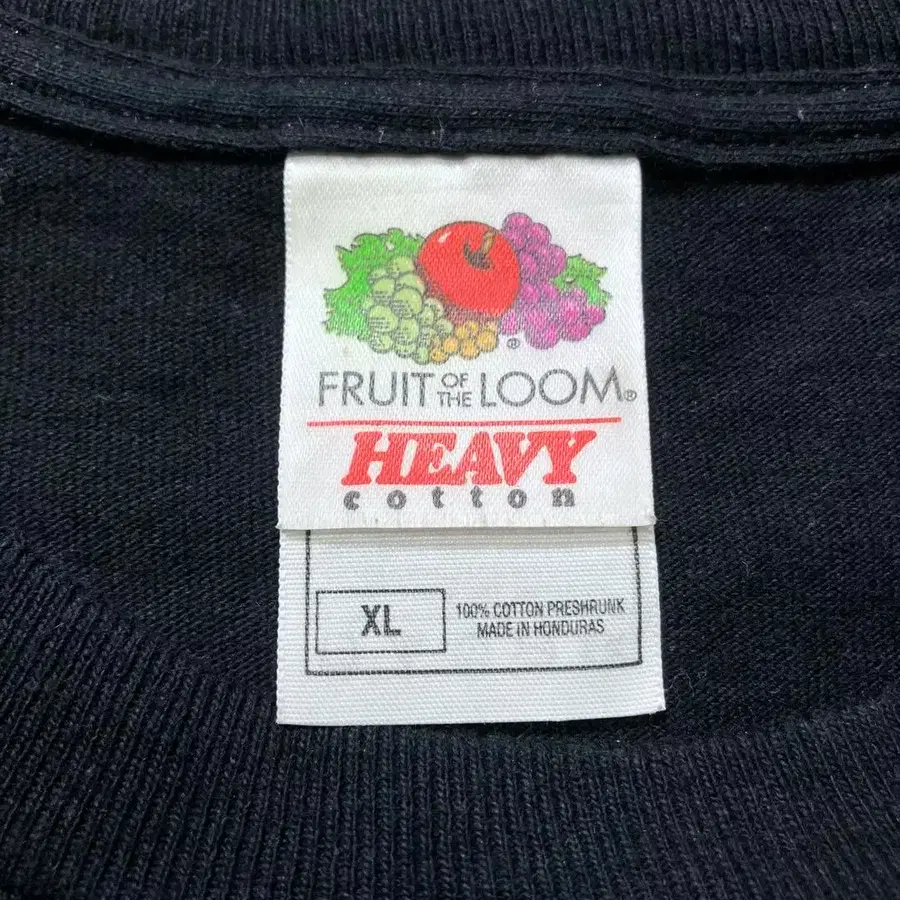 ®
FRUIT OF THE LOOM®
HEAVY
cotton
XL
100% COTTON PRESHRUNK
MADE IN HONDURAS